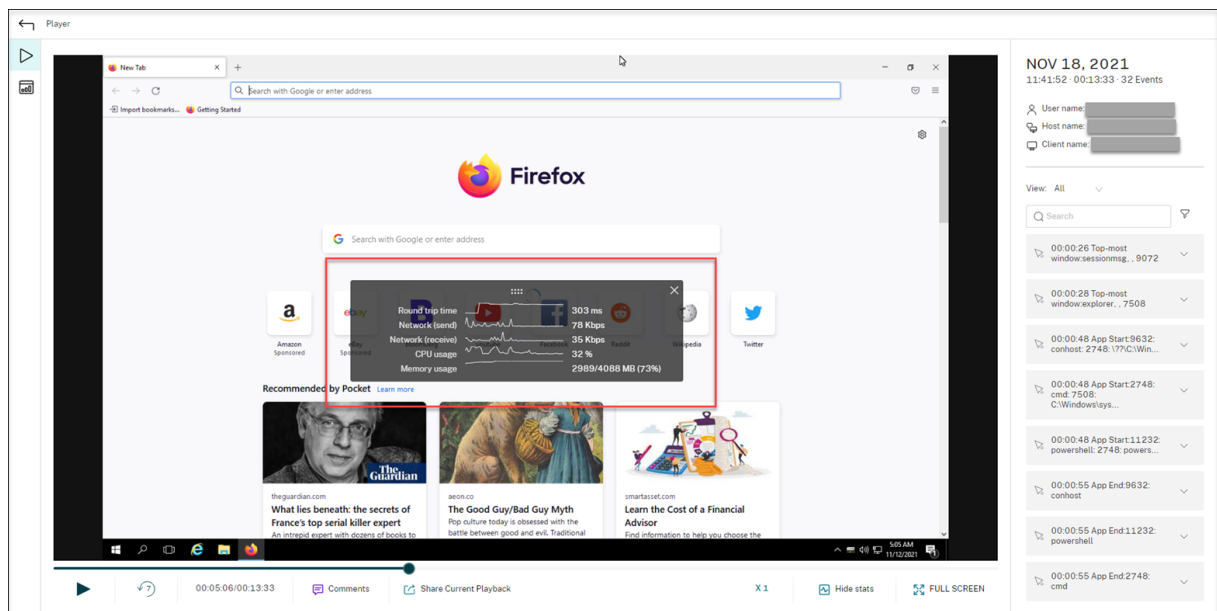 Player
New Tab
Search with Google or enter address
Import bookmarks... Getting Started
Firefox
Search with Google or enter address
Round trip time 303 ms
Network (send) 78 Kbps
Network (receive) 35 Kbps
CPU usage 32 %
Memory usage 2989/4088 MB (73%)
Amazon
Sponsored
eBay
Facebook
Reddit
Wikipedia
Twitter
Recommended by Pocket Learn more
The Guardian
theguardian.com
What lies beneath: the secrets of
France's top serial killer expert
An intrepid expert with dozens of books to
aeon.co
The Good Guy/Bad Guy Myth
Pop culture today is obsessed with the
battle between good and evil. Traditional
smartasset.com
Learn the Cost of a Financial
Advisor
Find information to help you choose the
5:05 AM
11/12/2021
7
00:05:06/00:13:33
Comments
Share Current Playback
X 1
Hide stats
FULL SCREEN
NOV 18, 2021
11:41:52 · 00:13:33 · 32 Events
User name:
Host name:
Client name:
View: All
Search
00:00:26 Top-most
window:sessionmsg, , 9072
00:00:28 Top-most
window:explorer, , 7508
00:00:48 App Start:9632:
conhost: 2748: \??\C:\Win...
00:00:48 App Start:2748:
cmd: 7508:
C:\Windows\sys...
00:00:48 App Start:11232:
powershell: 2748: powers...
00:00:55 App End:9632:
conhost
00:00:55 App End:11232:
powershell
00:00:55 App End:2748:
cmd